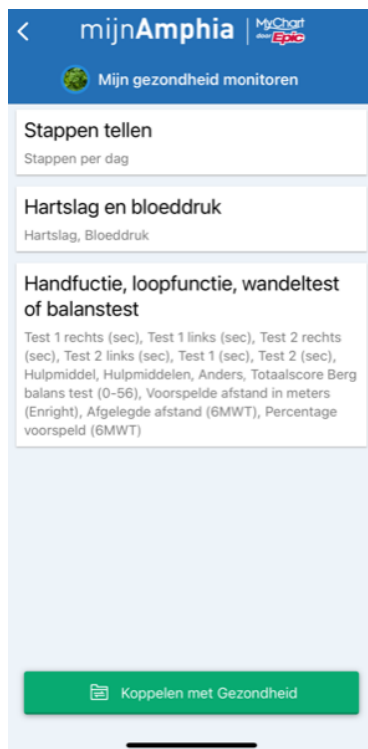 mijnAmphia | MyChart
door Epic
Mijn gezondheid monitoren
Stappen tellen
Stappen per dag
Hartslag en bloeddruk
Hartslag, Bloeddruk
Handfuctie, loopfunctie, wandeltest
of balanstest
Test 1 rechts (sec), Test 1 links (sec), Test 2 rechts
(sec), Test 2 links (sec), Test 1 (sec), Test 2 (sec),
Hulpmiddel, Hulpmiddelen, Anders, Totaalscore Berg
balans test (0-56), Voorspelde afstand in meters
(Enright), Afgelegde afstand (6MWT), Percentage
voorspeld (6MWT)
Koppelen met Gezondheid